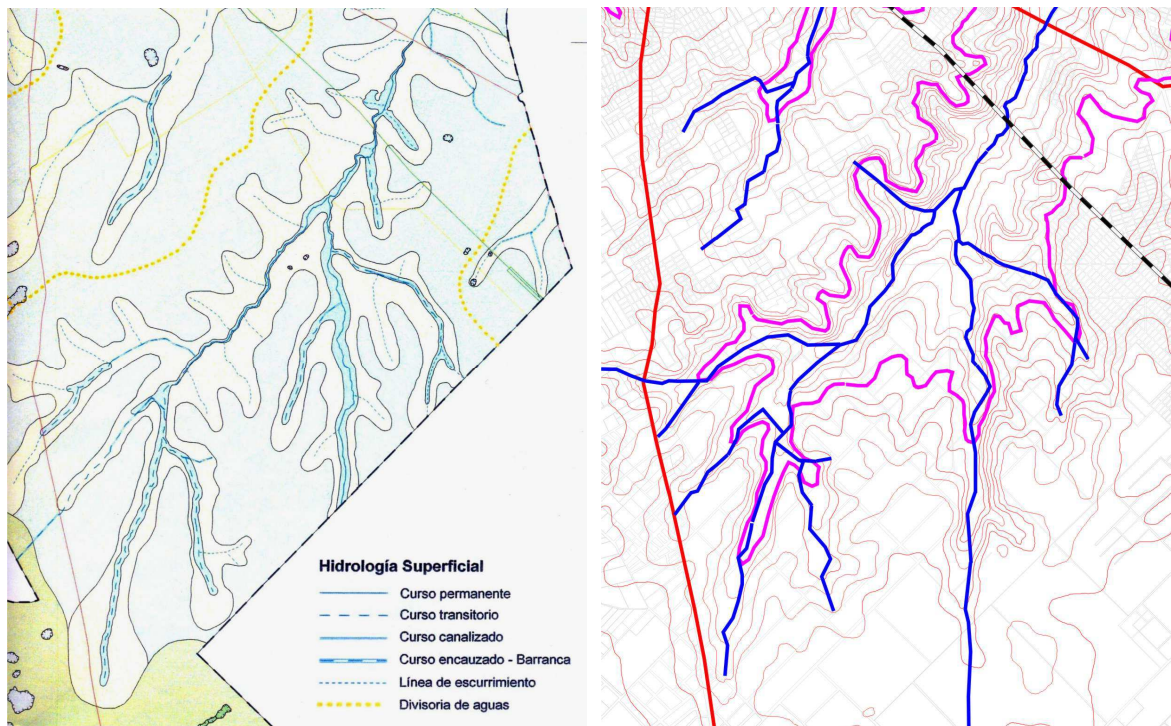 Hidrología Superficial
Curso permanente
Curso transitorio
Curso canalizado
Curso encauzado - Barranca
Línea de escurrimiento
Divisoria de aguas